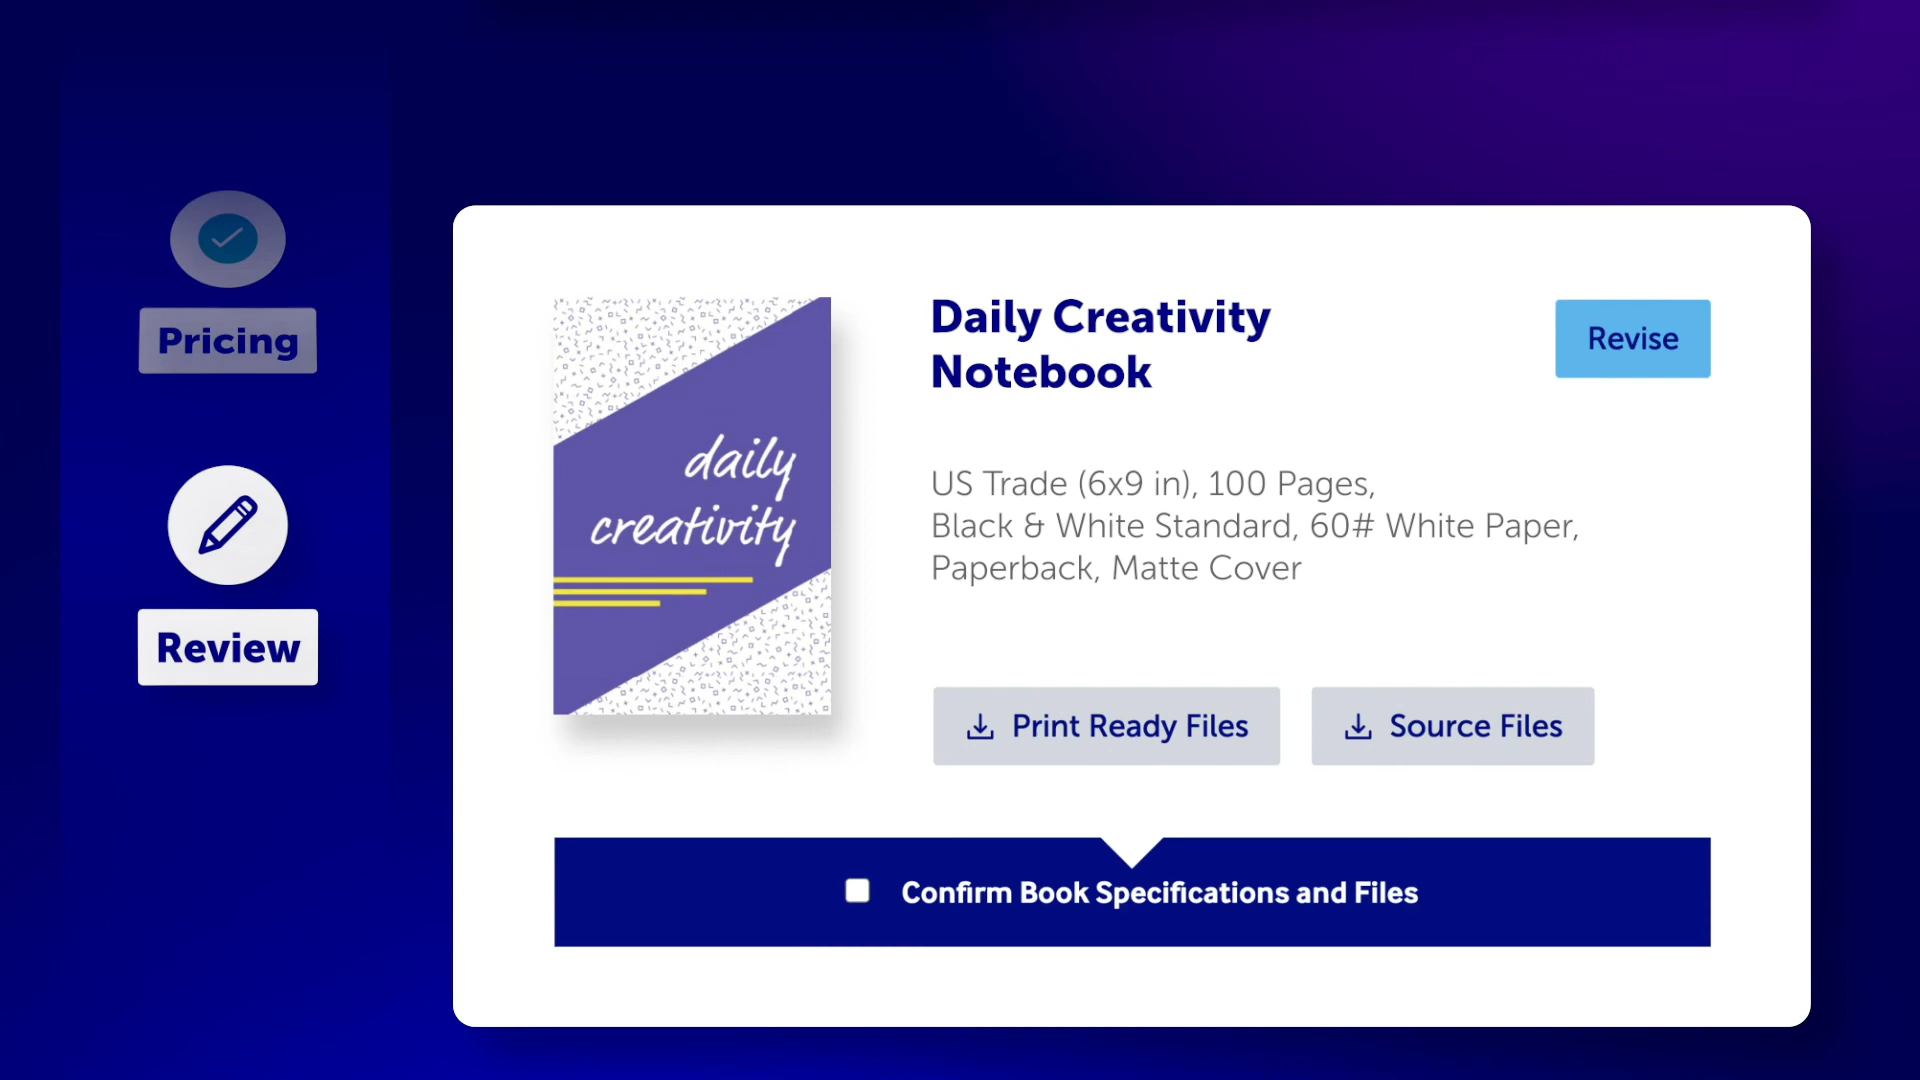 Pricing
Review
daily
creativity
Daily Creativity
Notebook
Revise
US Trade (6x9 in), 100 Pages,
Black & White Standard, 60# White Paper,
Paperback, Matte Cover
Print Ready Files
Source Files
Confirm Book Specifications and Files